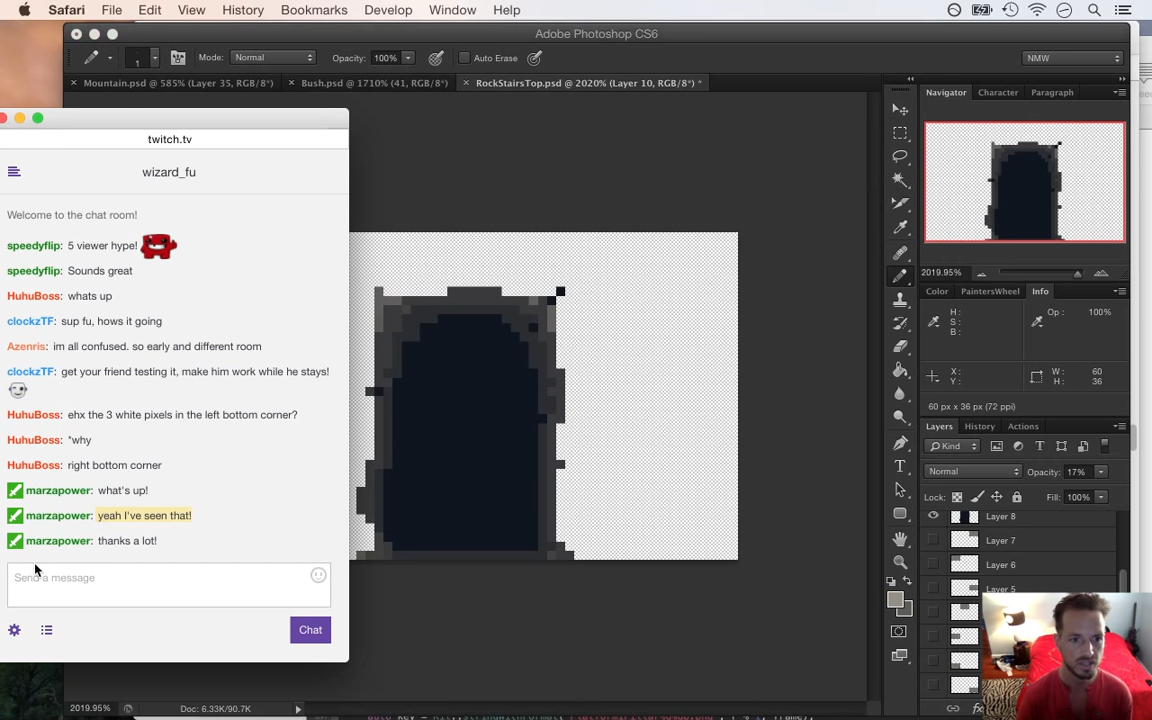 Safari File Edit View History Bookmarks Develop Window Help
Adobe Photoshop CS6
1 Mode: Normal Opacity: 100% Auto Erase NMW
Mountain.psd @ 585% (Layer 35, RGB/8*) Bush.psd @ 1710% (41, RGB/8*) RockStairsTop.psd @ 2020% (Layer 10, RGB/8*) *
Navigator Character Paragraph
twitch.tv
wizard_fu
Welcome to the chat room!
speedyflip: 5 viewer hype!
speedyflip: Sounds great
HuhuBoss: whats up
clockzTF: sup fu, hows it going
Azenris: im all confused. so early and different room
clockzTF: get your friend testing it, make him work while he stays!
HuhuBoss: ehx the 3 white pixels in the left bottom corner?
HuhuBoss: *why
HuhuBoss: right bottom corner
marzapower: what's up!
marzapower: yeah I've seen that!
marzapower: thanks a lot!
Send a message
Chat
2019.95%
Color PaintersWheel Info
H: Op: 100%
S:
B:
X: W: 60
Y: H: 36
60 px x 36 px (72 ppi)
Layers History Actions
Kind
Normal Opacity: 17%
Lock: Fill: 100%
Layer 8
Layer 7
Layer 6
Layer 5
2019.95% Doc: 6.33K/90.7K